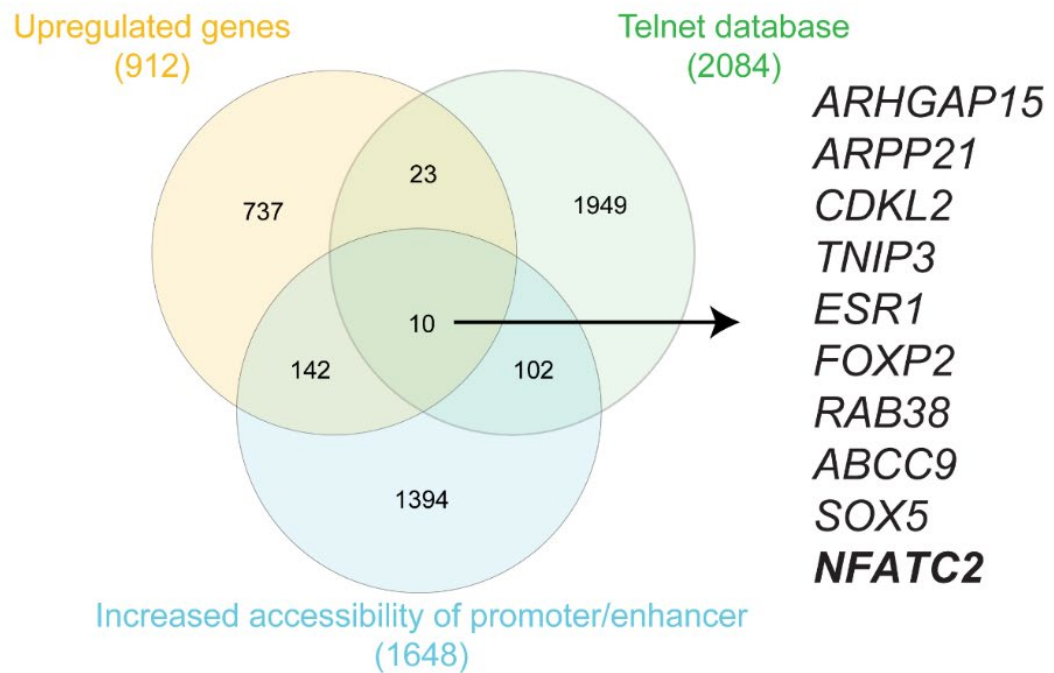 Upregulated genes
(912)
Telnet database
(2084)
737
23
1949
10
142
102
1394
Increased accessibility of promoter/enhancer
(1648)
ARHGAP15
ARPP21
CDKL2
TNIP3
ESR1
FOXP2
RAB38
ABCC9
SOX5
NFATC2